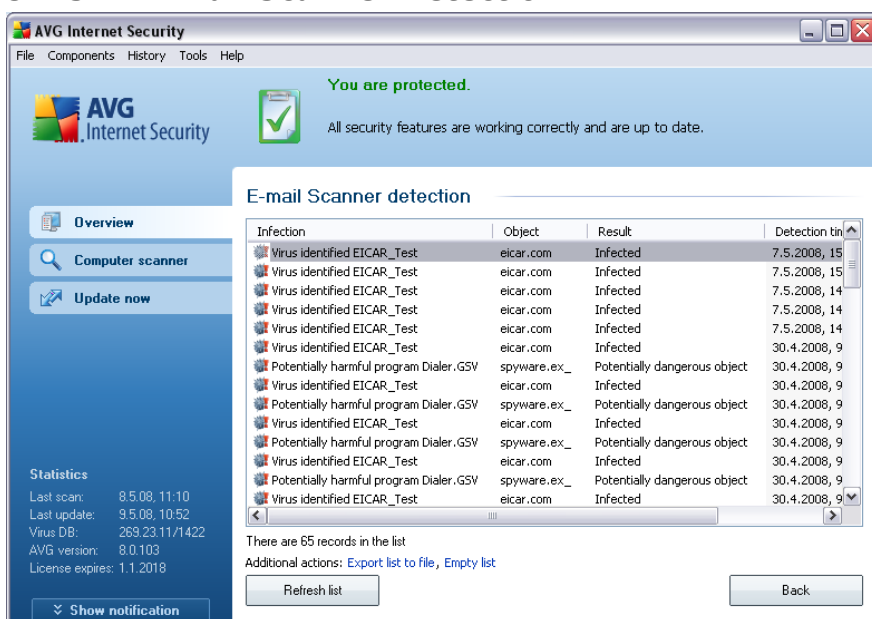 AVG Internet Security
File Components History Tools Help
AVG
Internet Security
You are protected.
All security features are working correctly and are up to date.
Overview
Computer scanner
Update now
E-mail Scanner detection
Infection Object Result Detection tin
Virus identified EICAR_Test eicar.com Infected 7.5.2008, 15
Virus identified EICAR_Test eicar.com Infected 7.5.2008, 15
Virus identified EICAR_Test eicar.com Infected 7.5.2008, 14
Virus identified EICAR_Test eicar.com Infected 7.5.2008, 14
Virus identified EICAR_Test eicar.com Infected 7.5.2008, 14
Virus identified EICAR_Test eicar.com Infected 30.4.2008, 9
Potentially harmful program Dialer.GSV spyware.ex_ Potentially dangerous object 30.4.2008, 9
Virus identified EICAR_Test eicar.com Infected 30.4.2008, 9
Potentially harmful program Dialer.GSV spyware.ex_ Potentially dangerous object 30.4.2008, 9
Virus identified EICAR_Test eicar.com Infected 30.4.2008, 9
Potentially harmful program Dialer.GSV spyware.ex_ Potentially dangerous object 30.4.2008, 9
Virus identified EICAR_Test eicar.com Infected 30.4.2008, 9
Potentially harmful program Dialer.GSV spyware.ex_ Potentially dangerous object 30.4.2008, 9
Virus identified EICAR_Test eicar.com Infected 30.4.2008, 9
There are 65 records in the list
Additional actions: Export list to file, Empty list
Refresh list Back
Statistics
Last scan: 8.5.08, 11:10
Last update: 9.5.08, 10:52
Virus DB: 269.23.11/1422
AVG version: 8.0.103
License expires: 1.1.2018
Show notification